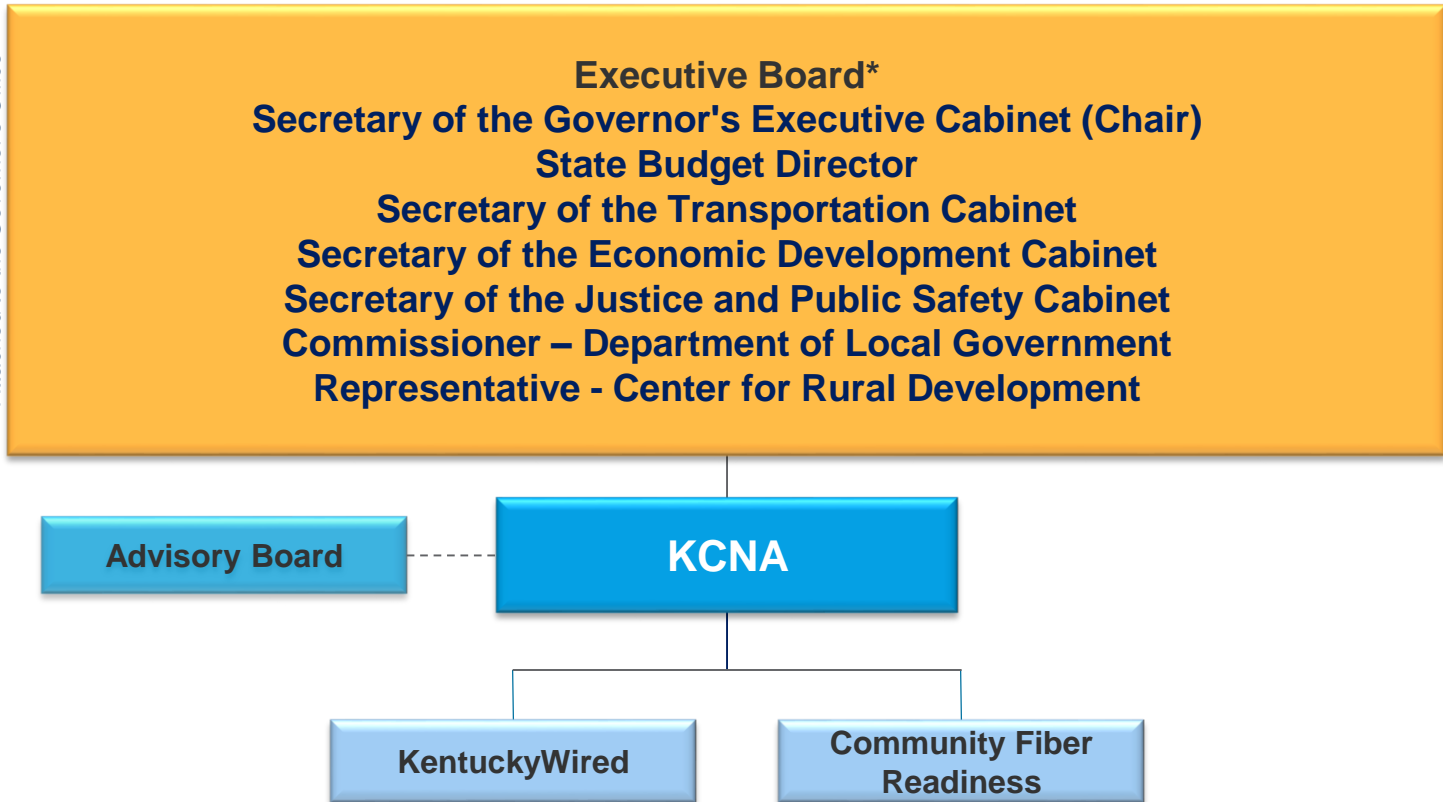 Executive Board*
Secretary of the Governor's Executive Cabinet (Chair)
State Budget Director
Secretary of the Transportation Cabinet
Secretary of the Economic Development Cabinet
Secretary of the Justice and Public Safety Cabinet
Commissioner – Department of Local Government
Representative - Center for Rural Development
Advisory Board
KCNA
KentuckyWired
Community Fiber
Readiness